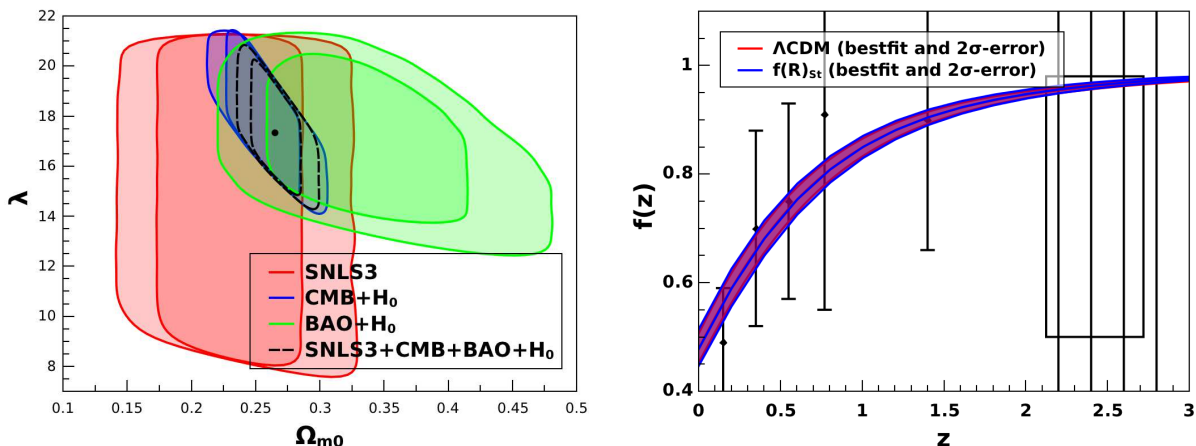 22
20
18
16
14
12
10
8
λ
SNLS3
CMB+H₀
BAO+H₀
SNLS3+CMB+BAO+H₀
0.1 0.15 0.2 0.25 0.3 0.35 0.4 0.45 0.5
Ωm0
ΛCDM (bestfit and 2σ-error)
f(R)St (bestfit and 2σ-error)
1
0.8
0.6
0.4
f(z)
0 0.5 1 1.5 2 2.5 3
z